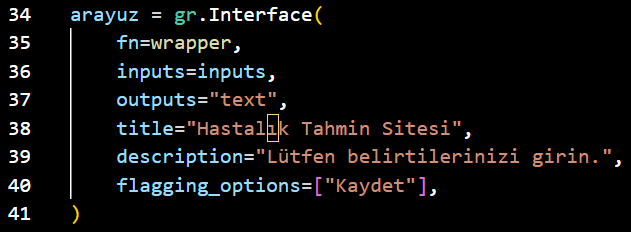 34 arayuz = gr.Interface(
35     fn=wrapper,
36     inputs=inputs,
37     outputs="text",
38     title="Hastalık Tahmin Sitesi",
39     description="Lütfen belirtilerinizi girin.",
40     flagging_options=["Kaydet"],
41 )